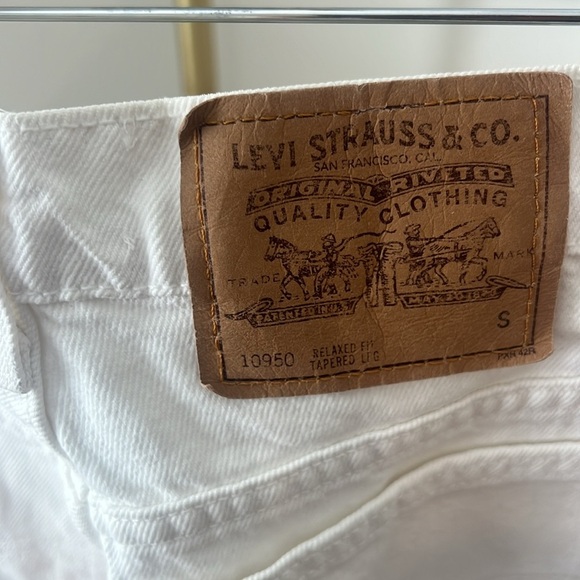 LEVI STRAUSS & CO.
SAN FRANCISCO, CAL.
ORIGINAL RIVETED
QUALITY CLOTHING
TRADE MARK
PATENTED IN U.S. MAY 20 1873
S
10950 RELAXED FIT
TAPERED LEG